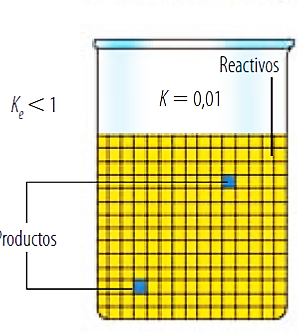 Reactivos
Kₑ < 1
K = 0,01
Productos